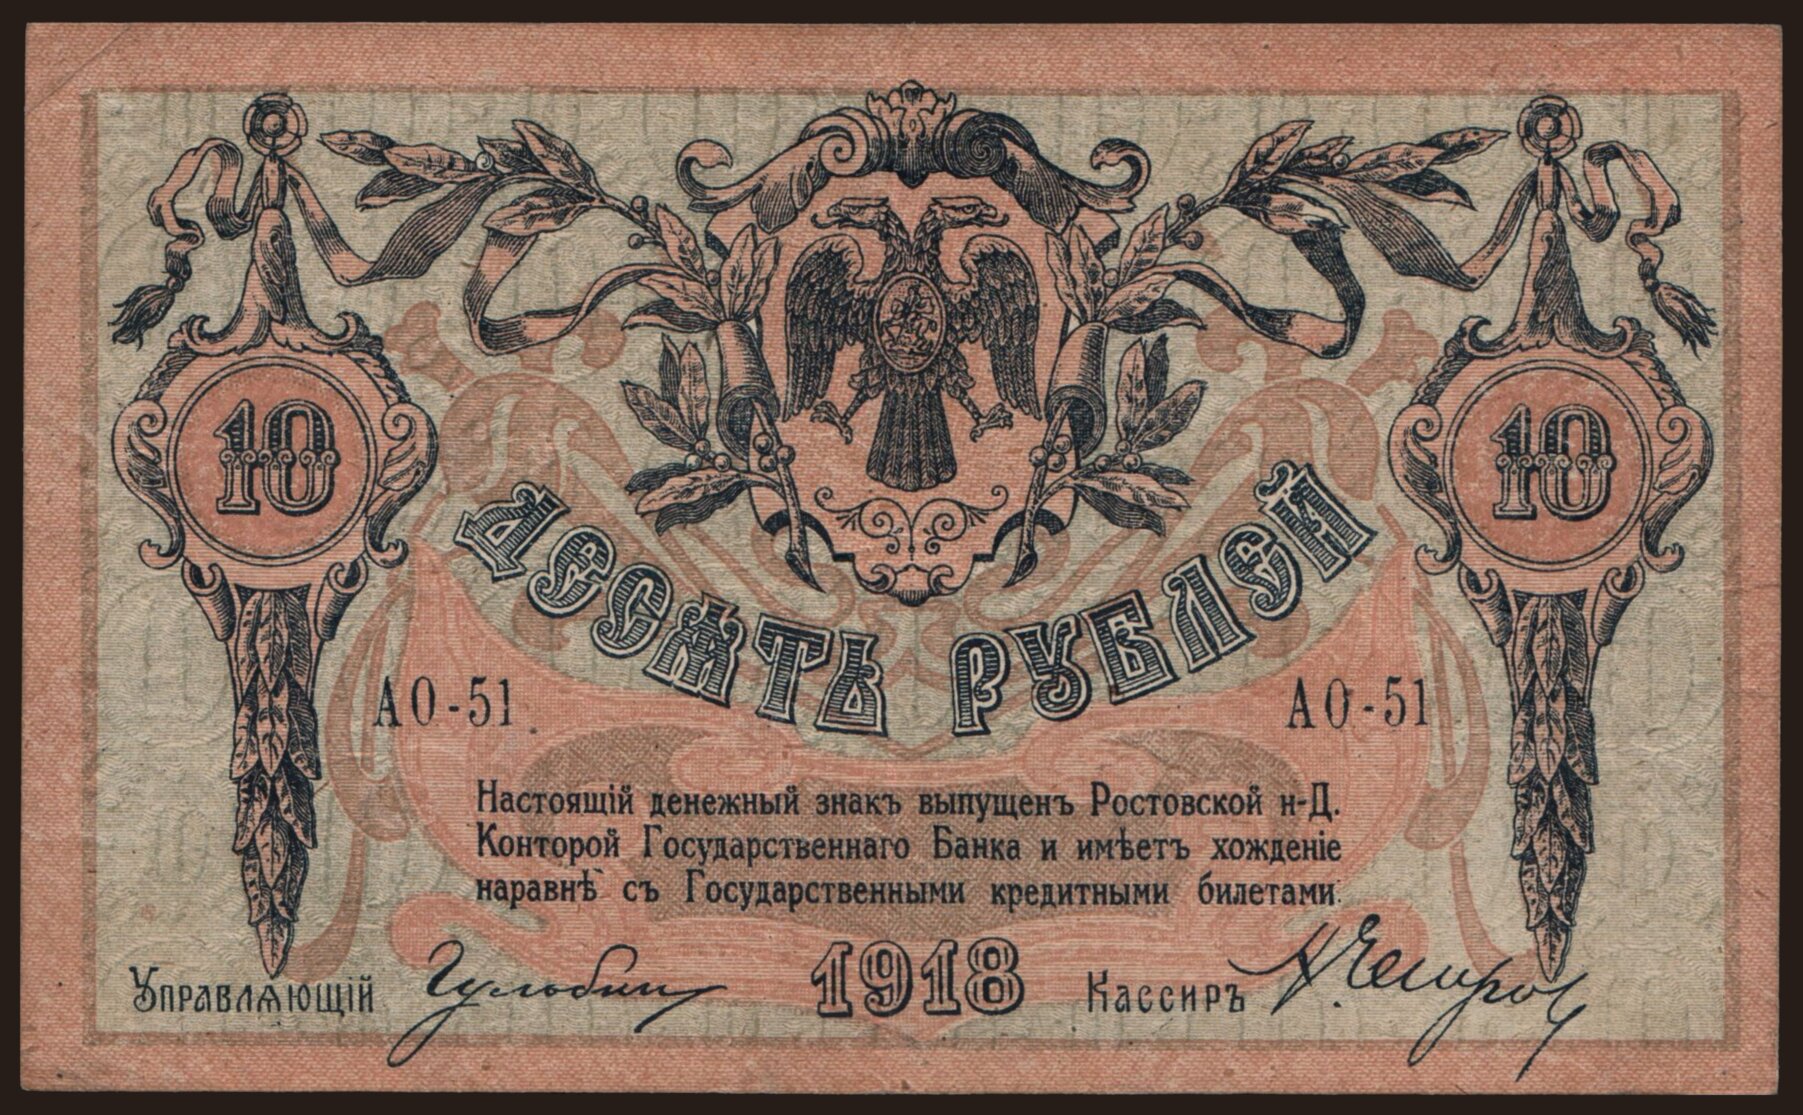 10 10
ДЕСЯТЬ РУБЛЕЙ
АО-51 АО-51
Настоящій денежный знакъ выпущенъ Ростовской н-Д.
Конторой Государственнаго Банка и имѣетъ хожденіе
наравнѣ съ Государственными кредитными билетами.
Управляющій Гульбин 1918 Кассиръ